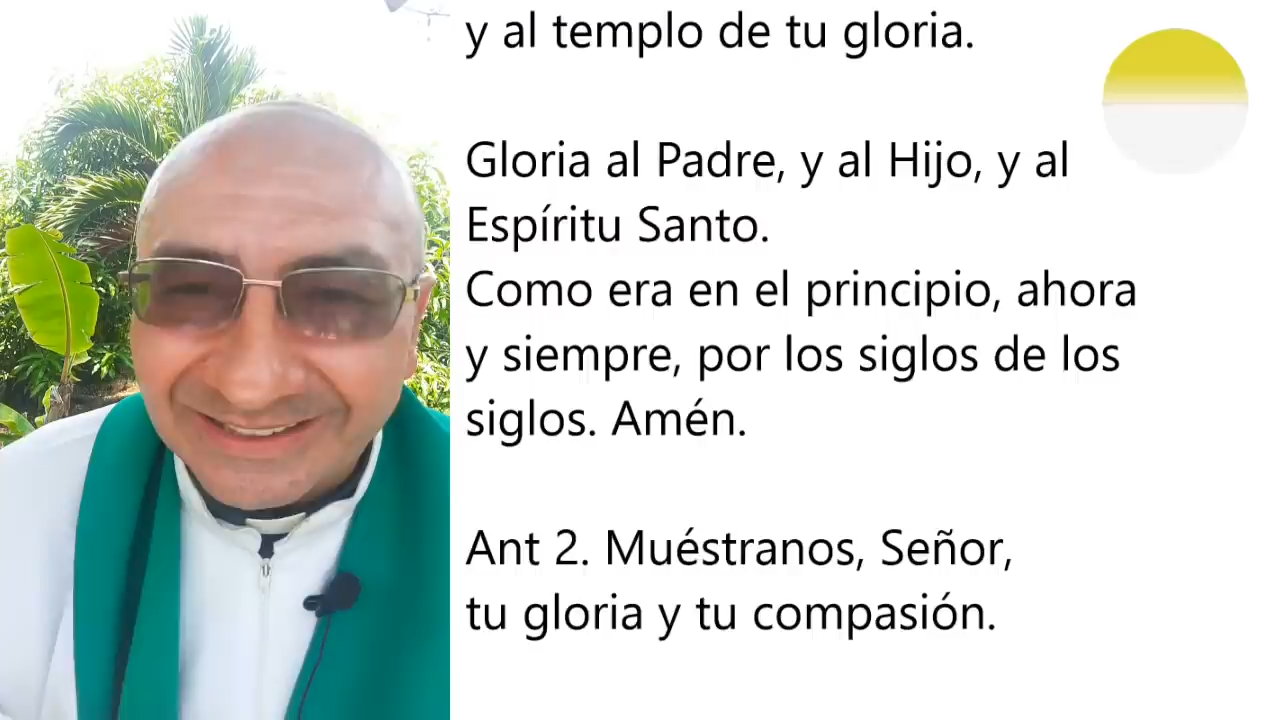 y al templo de tu gloria.
Gloria al Padre, y al Hijo, y al
Espíritu Santo.
Como era en el principio, ahora
y siempre, por los siglos de los
siglos. Amén.
Ant 2. Muéstranos, Señor,
tu gloria y tu compasión.